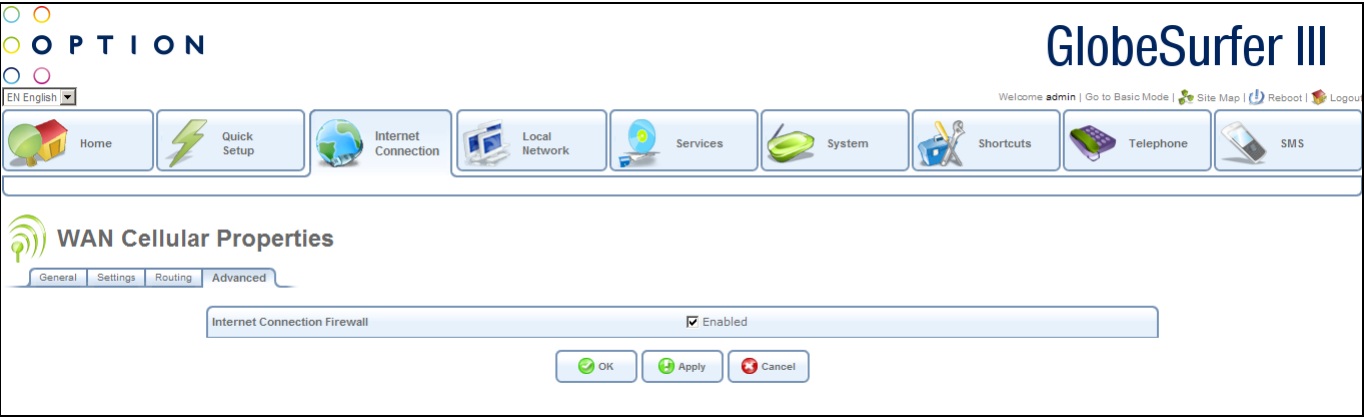 OPTION
GlobeSurfer III
EN English
Welcome admin | Go to Basic Mode | Site Map | Reboot | Logout
Home
Quick Setup
Internet Connection
Local Network
Services
System
Shortcuts
Telephone
SMS
WAN Cellular Properties
General
Settings
Routing
Advanced
Internet Connection Firewall
Enabled
OK
Apply
Cancel